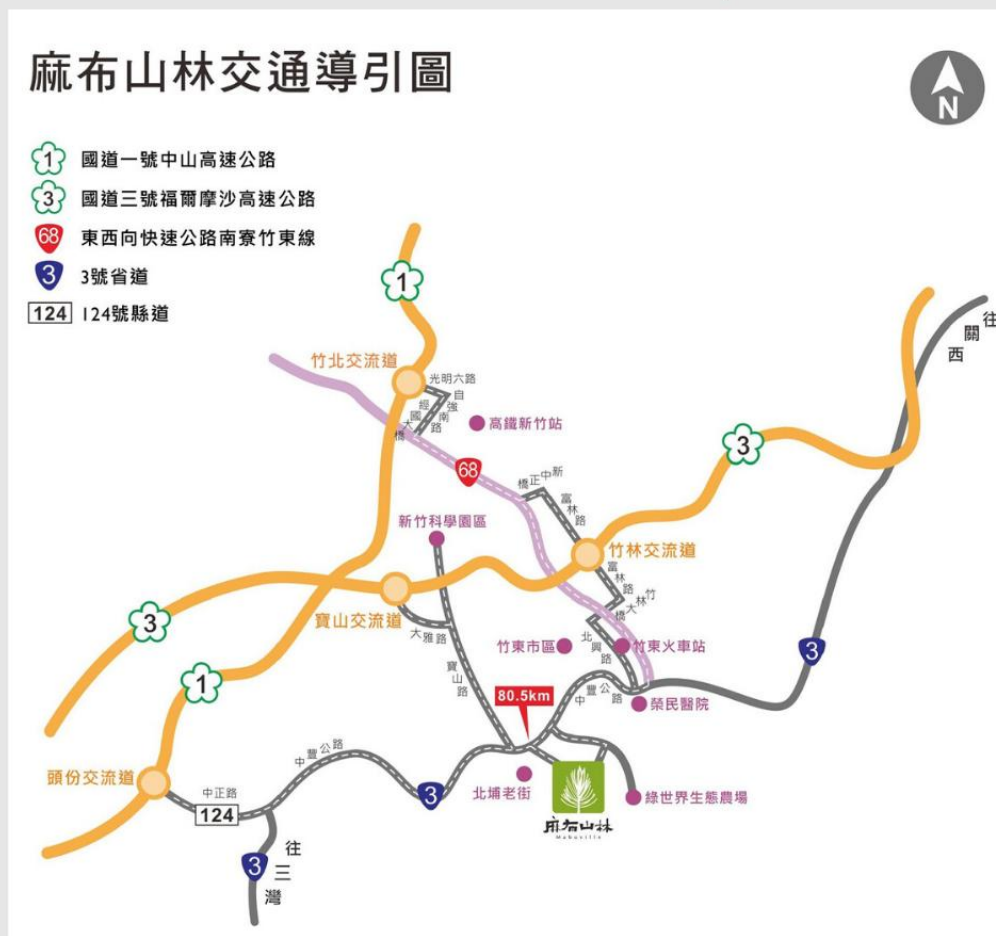 麻布山林交通導引圖
N
1 國道一號中山高速公路
3 國道三號福爾摩沙高速公路
68 東西向快速公路南寮竹東線
3 3號省道
124 124號縣道
1
往關西
竹北交流道
光明六路
自強南路
經國大橋
高鐵新竹站
3
68
新中正橋
富林路
新竹科學園區
竹林交流道
富林路
竹林大橋
3
寶山交流道
大雅路
竹東市區
北興路
竹東火車站
3
寶山路
1
80.5km
中豐公路
榮民醫院
中豐公路
頭份交流道
中正路
124
3
北埔老街
綠世界生態農場
麻布山林
Mabuville
3
往三灣